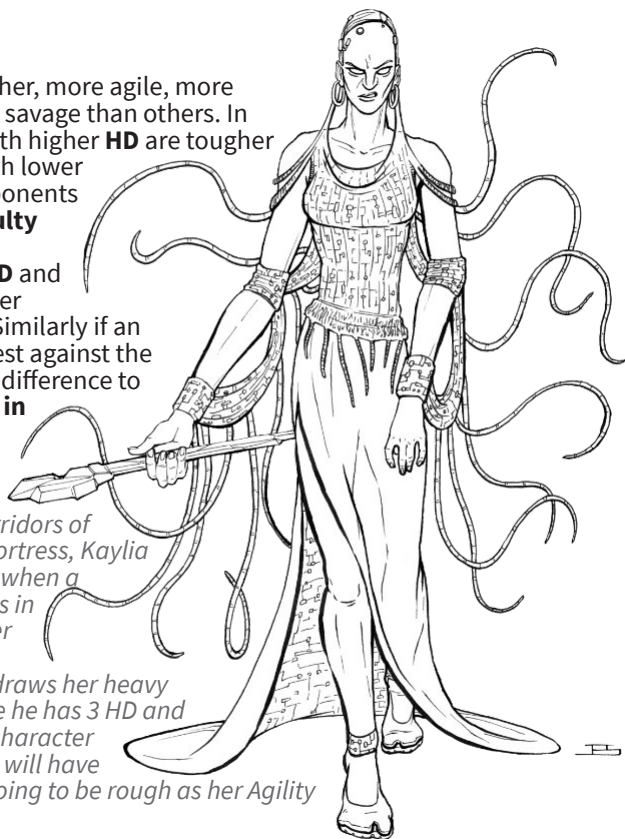 her, more agile, more
savage than others. In
th higher HD are tougher
h lower
ponents
ulty
D and
er
Similarly if an
est against the
difference to
in
rridors of
ortress, Kaylia
when a
s in
er
draws her heavy
e he has 3 HD and
character
will have
oing to be rough as her Agility